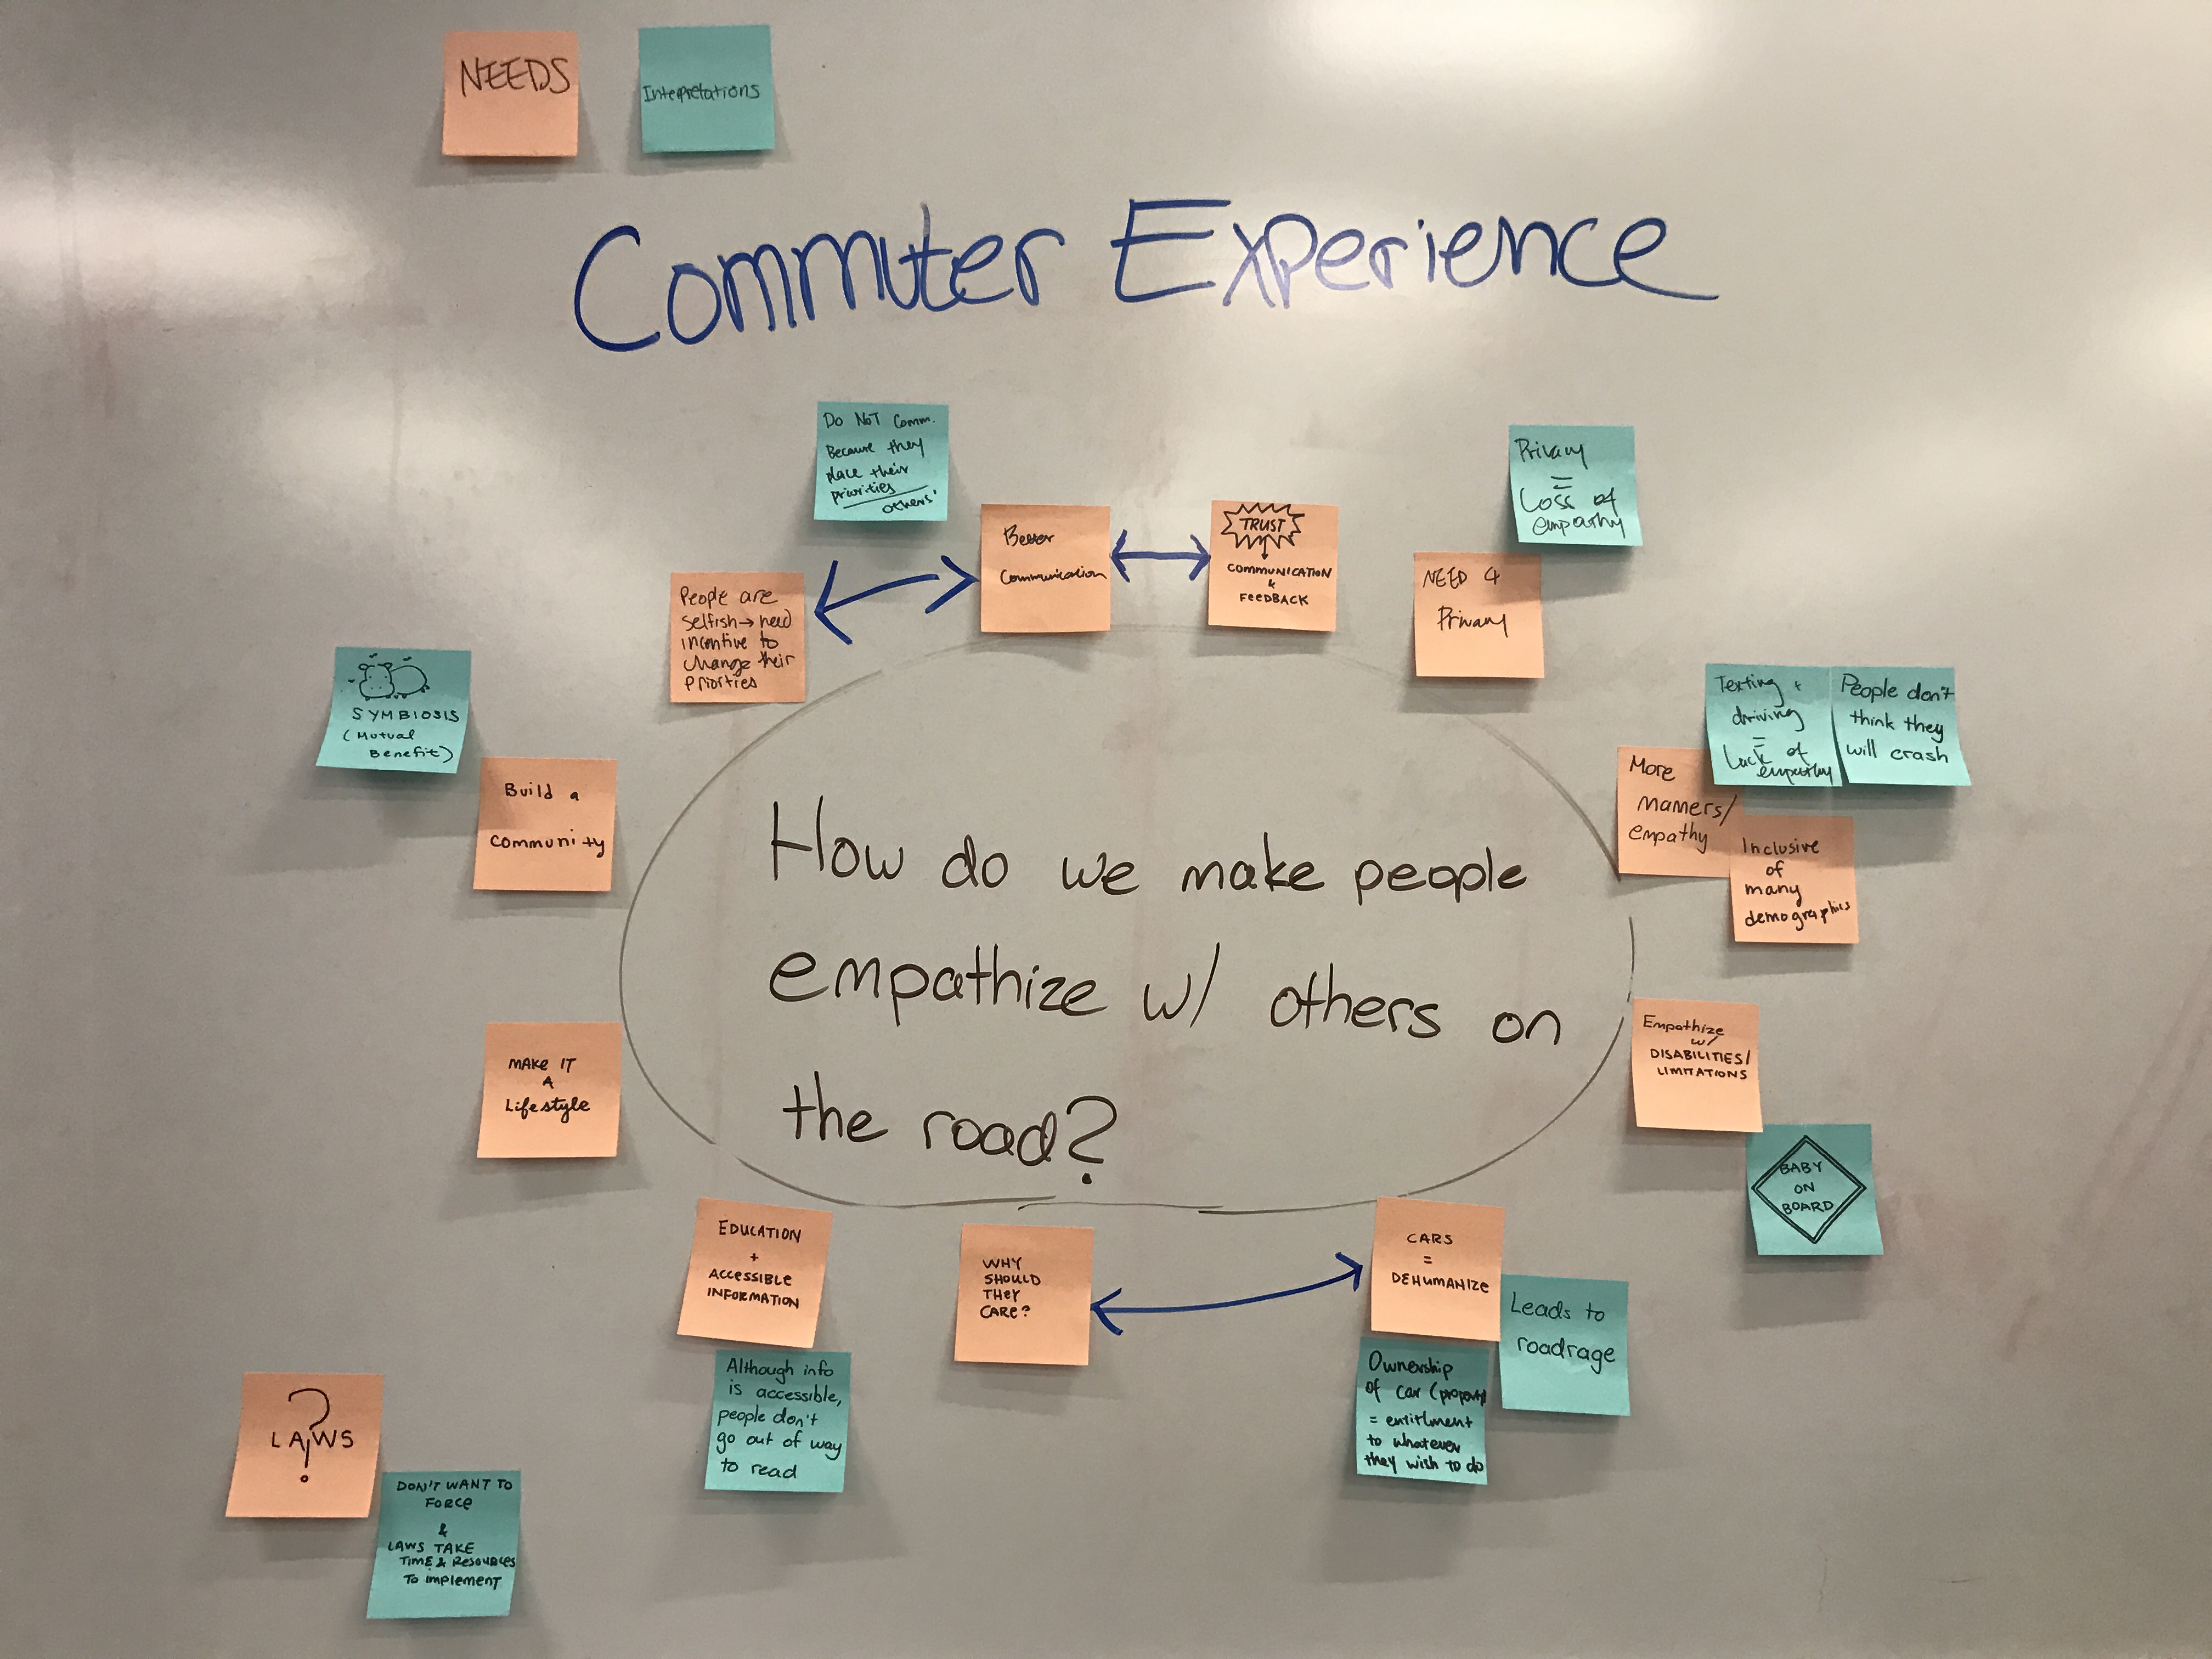 NEEDS
Interpretations
Commuter Experience
Do NOT Comm.
Because they
place their
priorities
others'
Better
Communication
TRUST
COMMUNICATION
&
FEEDBACK
Privacy
=
Loss of
empathy
NEED 4
Privacy
People are
Selfish → need
incentive to
change their
priorities
SYMBIOSIS
(Mutual
Benefit)
Build a
community
Texting +
driving
=
Lack of
empathy
People don't
think they
will crash
More
manners/
empathy
Inclusive
of
many
demographics
How do we make people
empathize w/ others on
the road?
MAKE IT
A
Lifestyle
Empathize
w/
DISABILITIES/
LIMITATIONS
BABY
ON
BOARD
EDUCATION
+
ACCESSIBLE
INFORMATION
Although info
is accessible,
people don't
go out of way
to read
WHY
SHOULD
THEY
CARE?
CARS
=
DEHUMANIZE
Leads to
roadrage
Ownership
of car (property)
= entitlment
to whatever
they wish to do
?
LAWS
?
DON'T WANT TO
FORCE
&
LAWS TAKE
TIME & RESOURCES
To implement